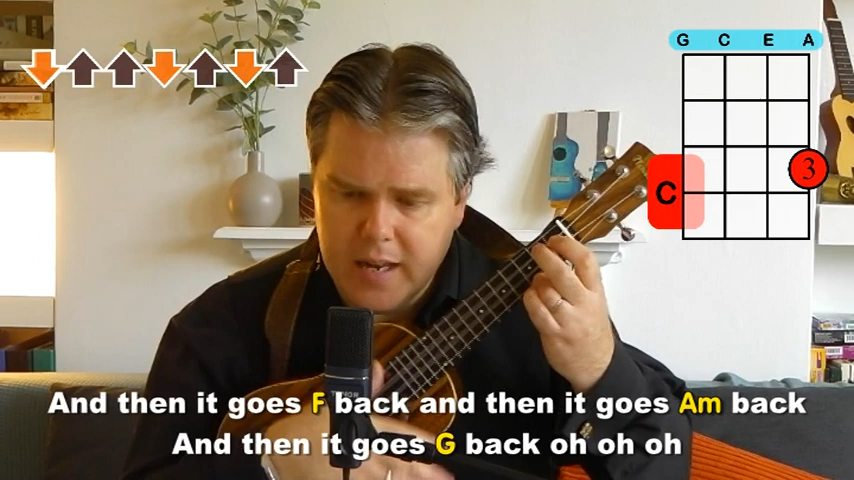 G C E A
3
C
And then it goes F back and then it goes Am back
And then it goes G back oh oh oh